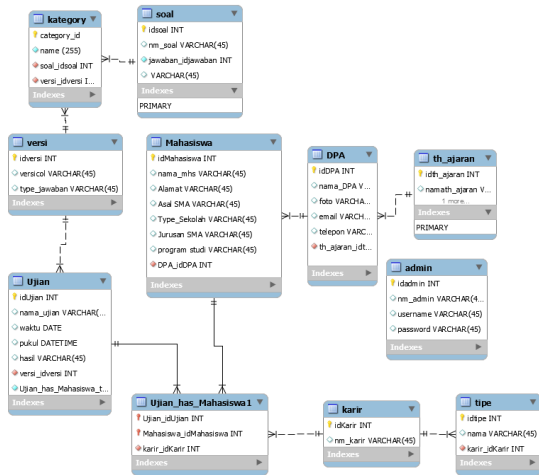 kategory
category_id
name (255)
soal_idsoal INT
versi_idversi I...
Indexes
soal
idsoal INT
nm_soal VARCHAR(45)
jawaban_idjawaban INT
VARCHAR(45)
Indexes
PRIMARY
versi
idversi INT
versicol VARCHAR(45)
type_jawaban VARCHAR(45)
Indexes
Mahasiswa
idMahasiswa INT
nama_mhs VARCHAR(45)
Alamat VARCHAR(45)
Asal SMA VARCHAR(45)
Type_Sekolah VARCHAR(45)
Jurusan SMA VARCHAR(45)
program studi VARCHAR(45)
DPA_idDPA INT
Indexes
DPA
idDPA INT
nama_DPA V...
foto VARCHA...
email VARCH...
telepon VARC...
th_ajaran_idt...
Indexes
th_ajaran
idth_ajaran INT
namath_ajaran V...
1 more...
Indexes
PRIMARY
admin
idadmin INT
nm_admin VARCHAR(4...
username VARCHAR(45)
password VARCHAR(45)
Indexes
Ujian
idUjian INT
nama_ujian VARCHAR(...
waktu DATE
pukul DATETIME
hasil VARCHAR(45)
versi_idversi INT
Ujian_has_Mahasiswa_t...
Indexes
Ujian_has_Mahasiswa1
Ujian_idUjian INT
Mahasiswa_idMahasiswa INT
karir_idKarir INT
Indexes
karir
idKarir INT
nm_karir VARCHAR(45)
Indexes
tipe
idtipe INT
nama VARCHAR(45)
karir_idKarir INT
Indexes